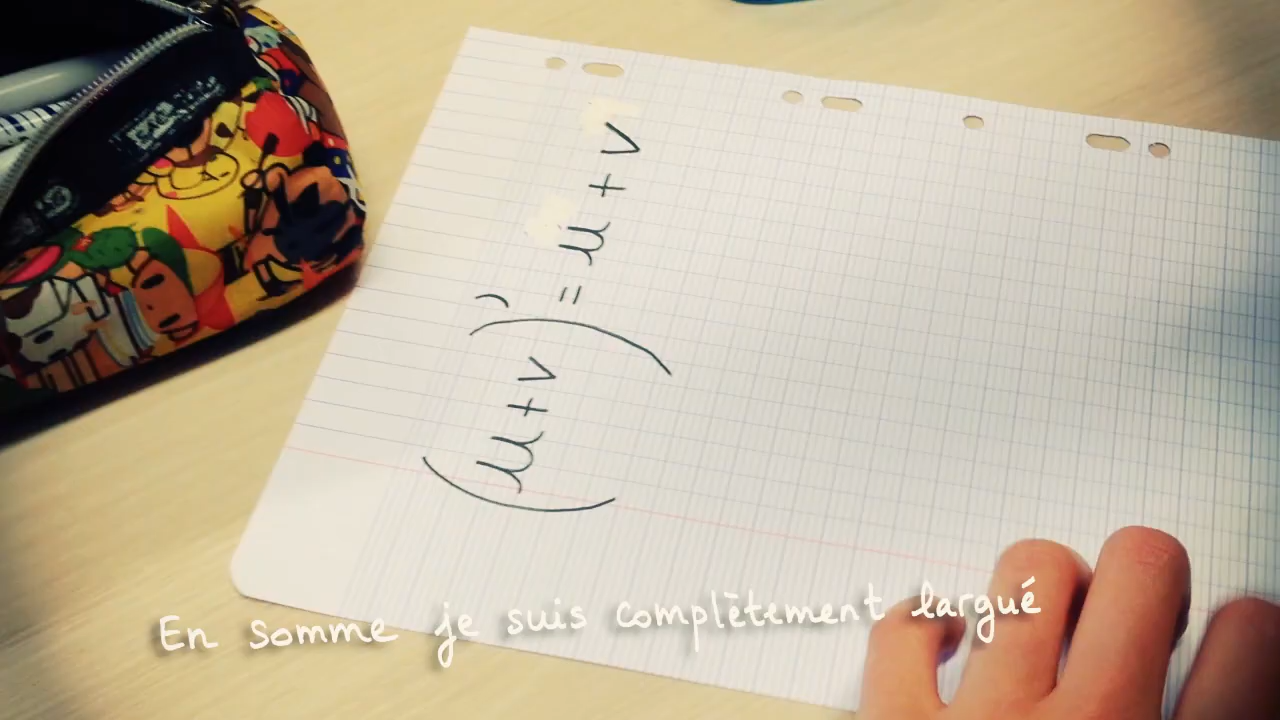 (u+v)' = u + v
En somme je suis complètement largué